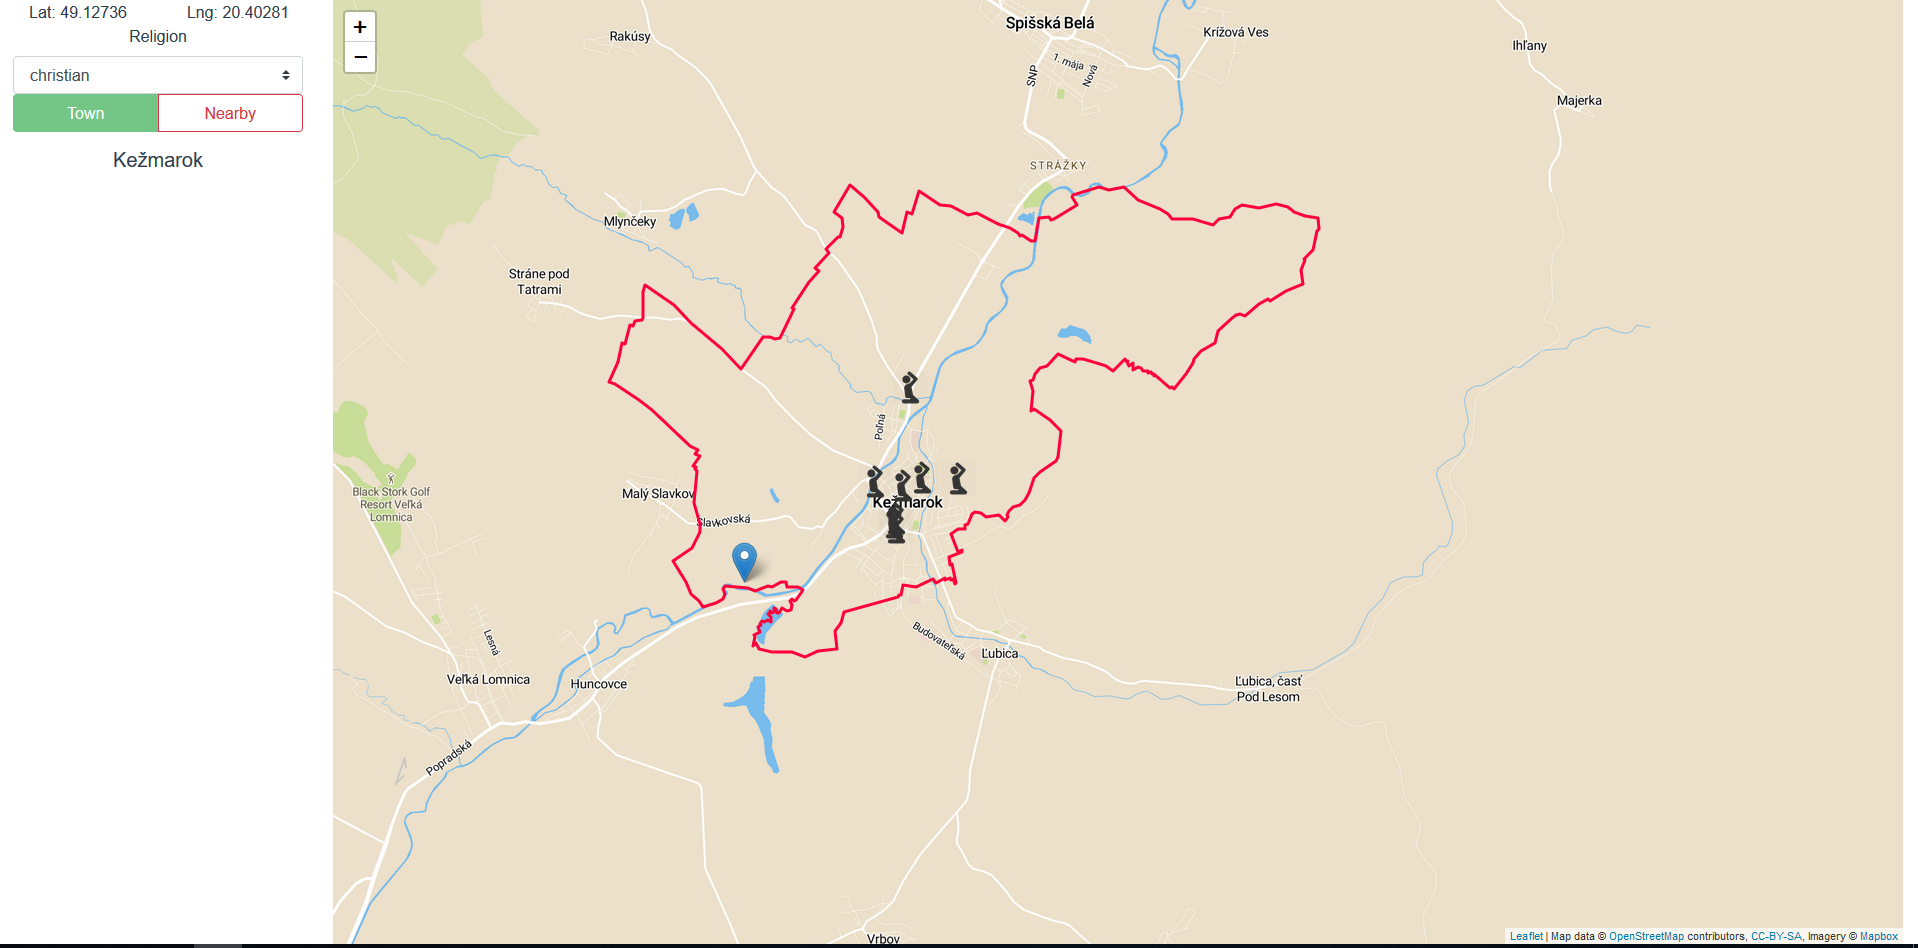 Lat: 49.12736
Lng: 20.40281
Religion
christian
Town
Nearby
Kežmarok
+
−
Rakúsy
Spišská Belá
Krížová Ves
Ihľany
1. mája
SNP
Nová
Majerka
STRÁŽKY
Mlynčeky
Stráne pod
Tatrami
Poľná
Black Stork Golf
Resort Veľká
Lomnica
Malý Slavkov
Kežmarok
Slavkovská
Lesná
Budovateľská
Ľubica
Veľká Lomnica
Huncovce
Ľubica, časť
Pod Lesom
Popradská
Vrbov
Leaflet | Map data © OpenStreetMap contributors, CC-BY-SA, Imagery © Mapbox